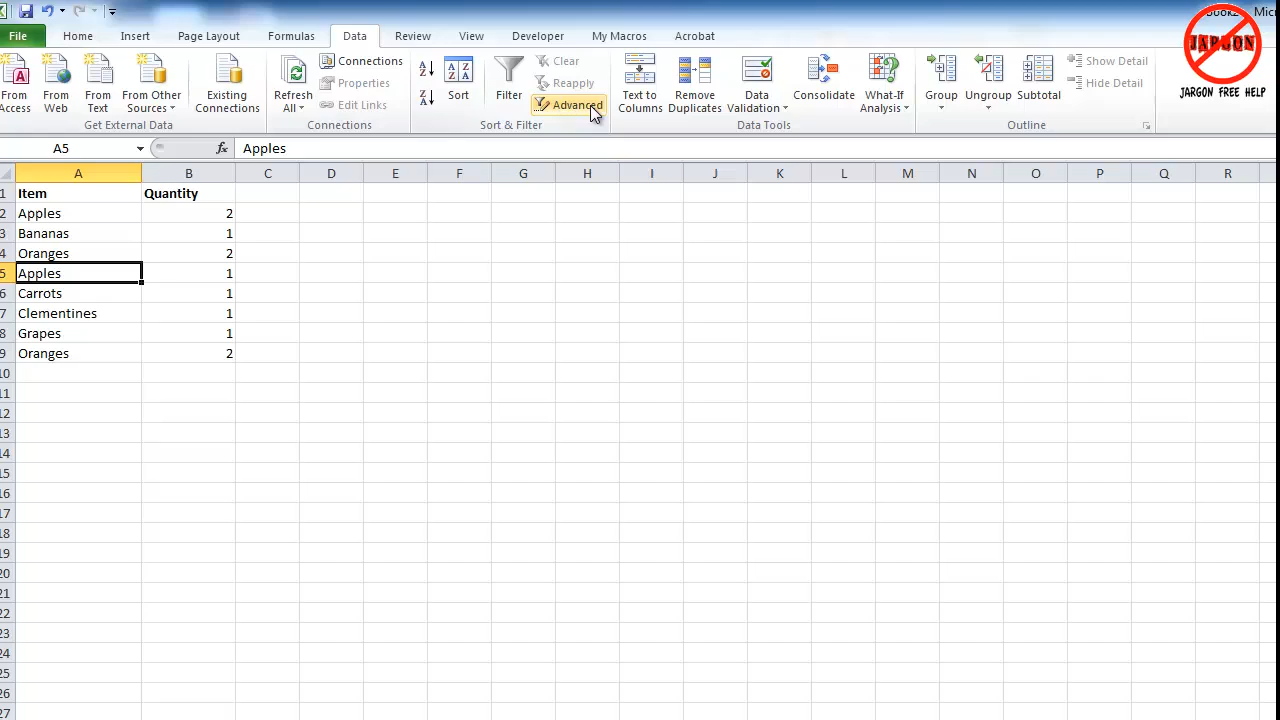 Book2 Mic
File Home Insert Page Layout Formulas Data Review View Developer My Macros Acrobat
From Access
From Web
From Text
From Other Sources
Existing Connections
Get External Data
Refresh All
Connections
Properties
Edit Links
Connections
A Z
Z A
Sort
Filter
Clear
Reapply
Advanced
Sort & Filter
Text to Columns
Remove Duplicates
Data Validation
Consolidate
What-If Analysis
Data Tools
Group
Ungroup
Subtotal
Show Detail
Hide Detail
Outline
JARGON
JARGON FREE HELP
A5 fx Apples
A B C D E F G H I J K L M N O P Q R
1 Item Quantity
2 Apples 2
3 Bananas 1
4 Oranges 2
5 Apples 1
6 Carrots 1
7 Clementines 1
8 Grapes 1
9 Oranges 2
10
11
12
13
14
15
16
17
18
19
20
21
22
23
24
25
26
27